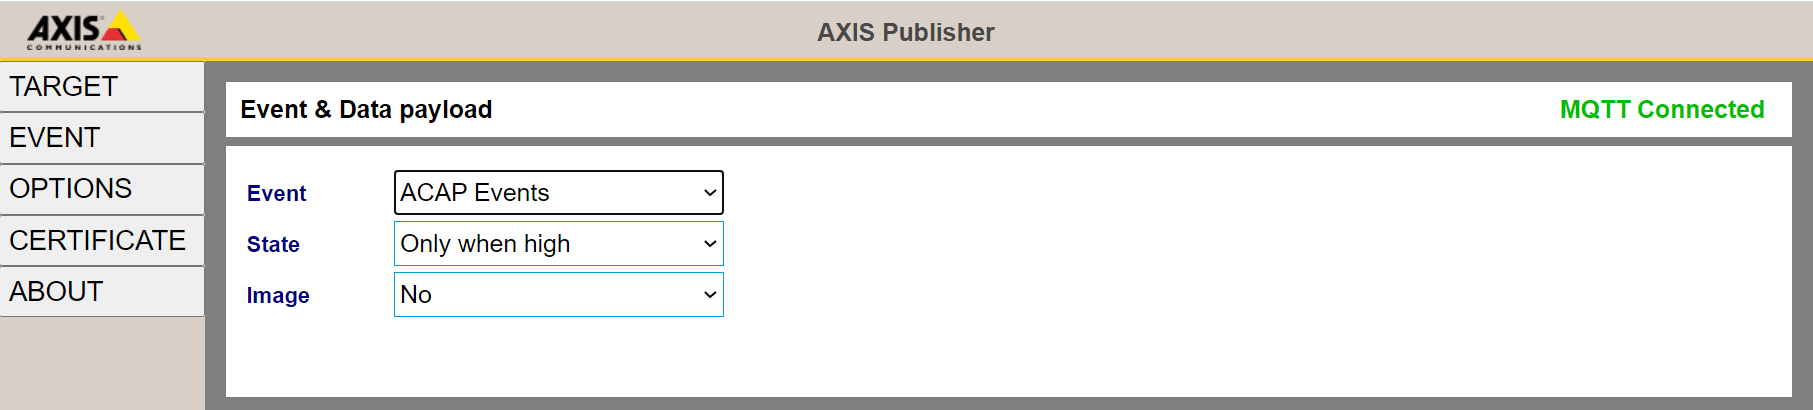 AXIS
COMMUNICATIONS
AXIS Publisher
TARGET
EVENT
OPTIONS
CERTIFICATE
ABOUT
Event & Data payload
MQTT Connected
Event
ACAP Events
State
Only when high
Image
No